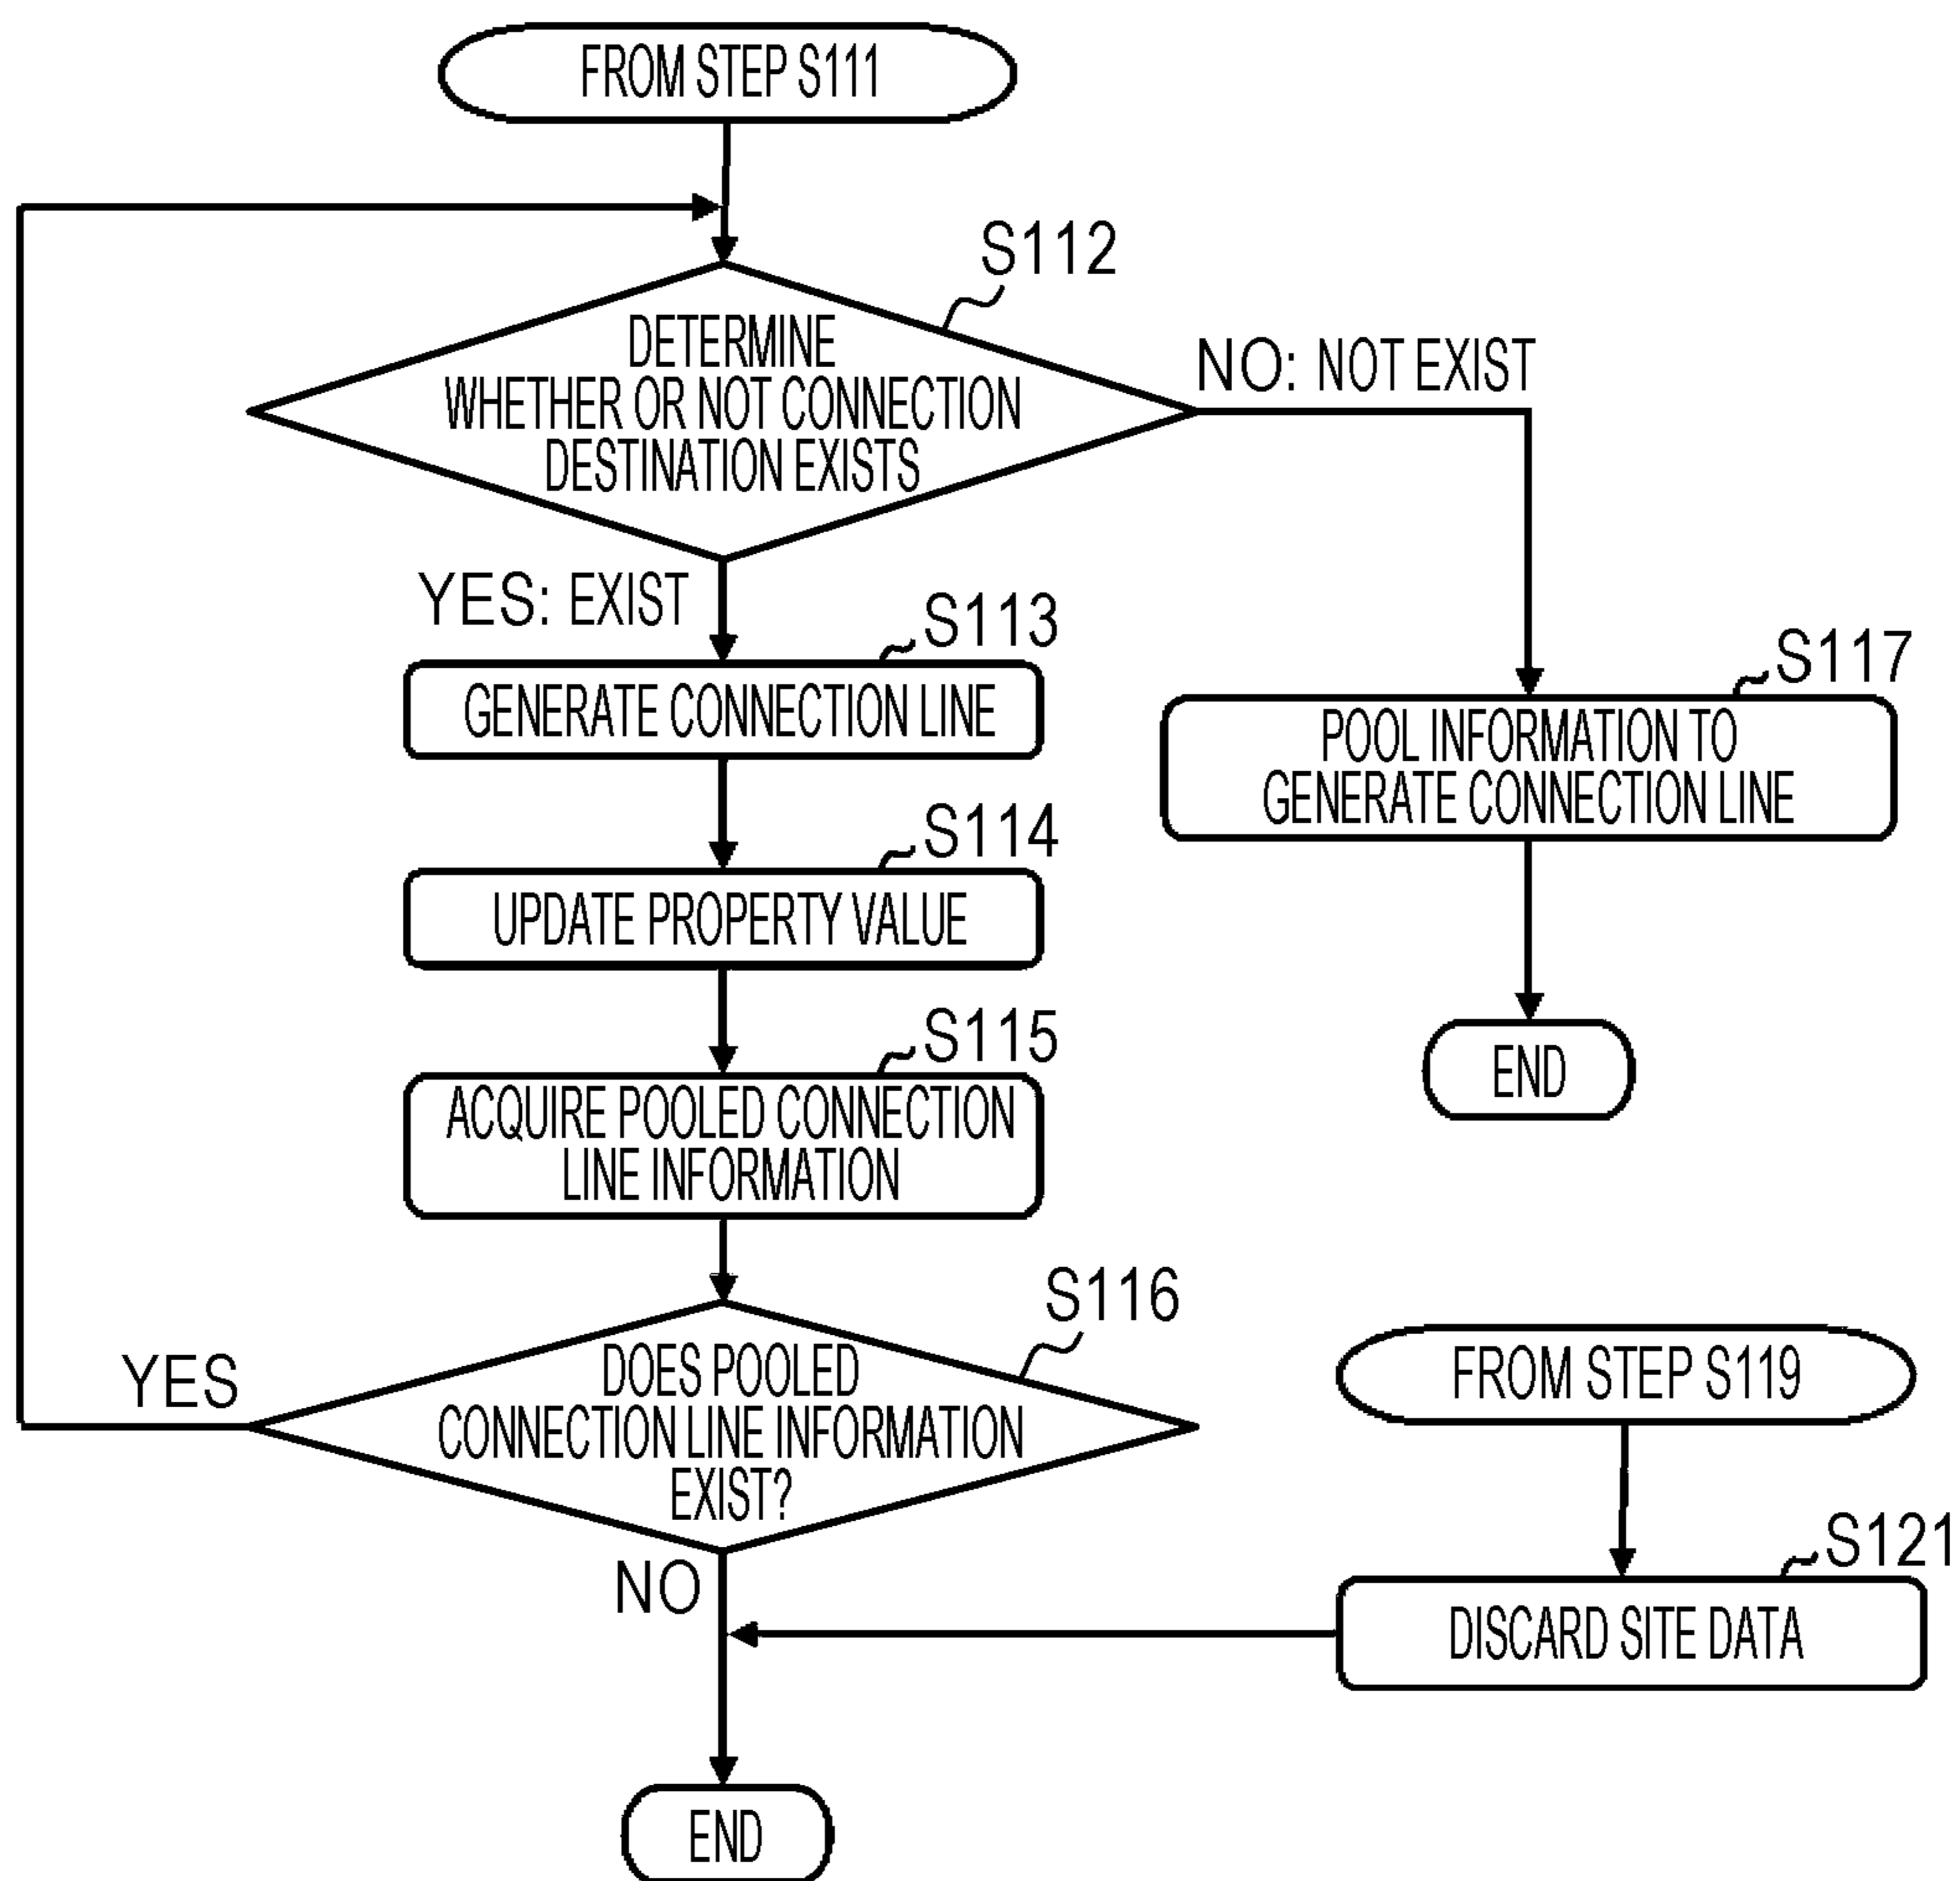 FROM STEP S111
S112
DETERMINE
WHETHER OR NOT CONNECTION
DESTINATION EXISTS
NO: NOT EXIST
YES: EXIST
S113
GENERATE CONNECTION LINE
S117
POOL INFORMATION TO
GENERATE CONNECTION LINE
S114
UPDATE PROPERTY VALUE
S115
ACQUIRE POOLED CONNECTION
LINE INFORMATION
END
S116
DOES POOLED
CONNECTION LINE INFORMATION
EXIST?
YES
NO
FROM STEP S119
S121
DISCARD SITE DATA
END